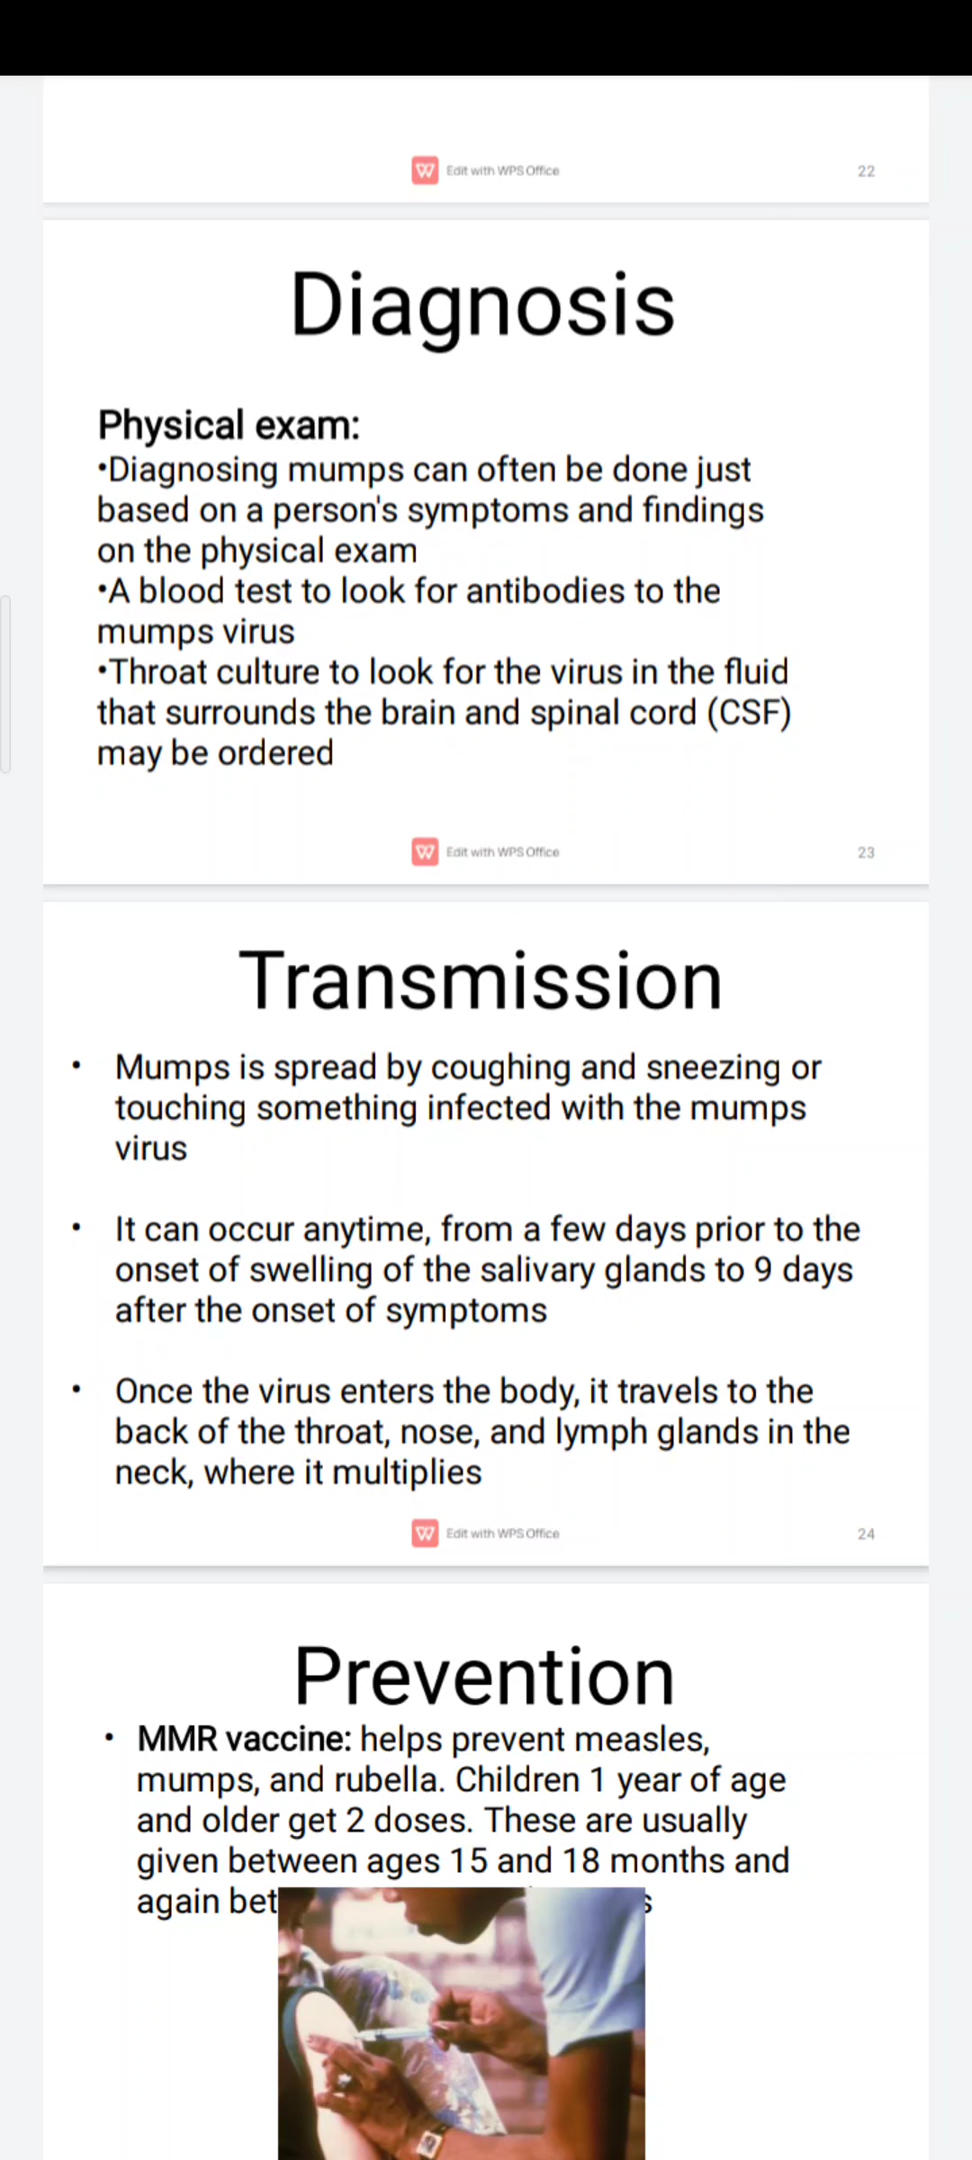 Edit with WPS Office
22
Diagnosis
Physical exam:
•Diagnosing mumps can often be done just
based on a person's symptoms and findings
on the physical exam
•A blood test to look for antibodies to the
mumps virus
•Throat culture to look for the virus in the fluid
that surrounds the brain and spinal cord (CSF)
may be ordered
Edit with WPS Office
23
Transmission
• Mumps is spread by coughing and sneezing or
touching something infected with the mumps
virus
• It can occur anytime, from a few days prior to the
onset of swelling of the salivary glands to 9 days
after the onset of symptoms
• Once the virus enters the body, it travels to the
back of the throat, nose, and lymph glands in the
neck, where it multiplies
Edit with WPS Office
24
Prevention
• MMR vaccine: helps prevent measles,
mumps, and rubella. Children 1 year of age
and older get 2 doses. These are usually
given between ages 15 and 18 months and
again